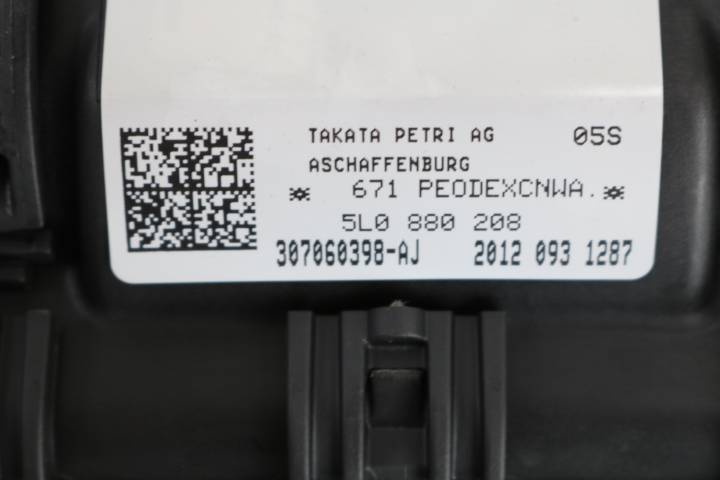 TAKATA PETRI AG 05S
ASCHAFFENBURG
671 PEODEXCNWA.
5L0 880 208
307060398-AJ 2012 093 1287